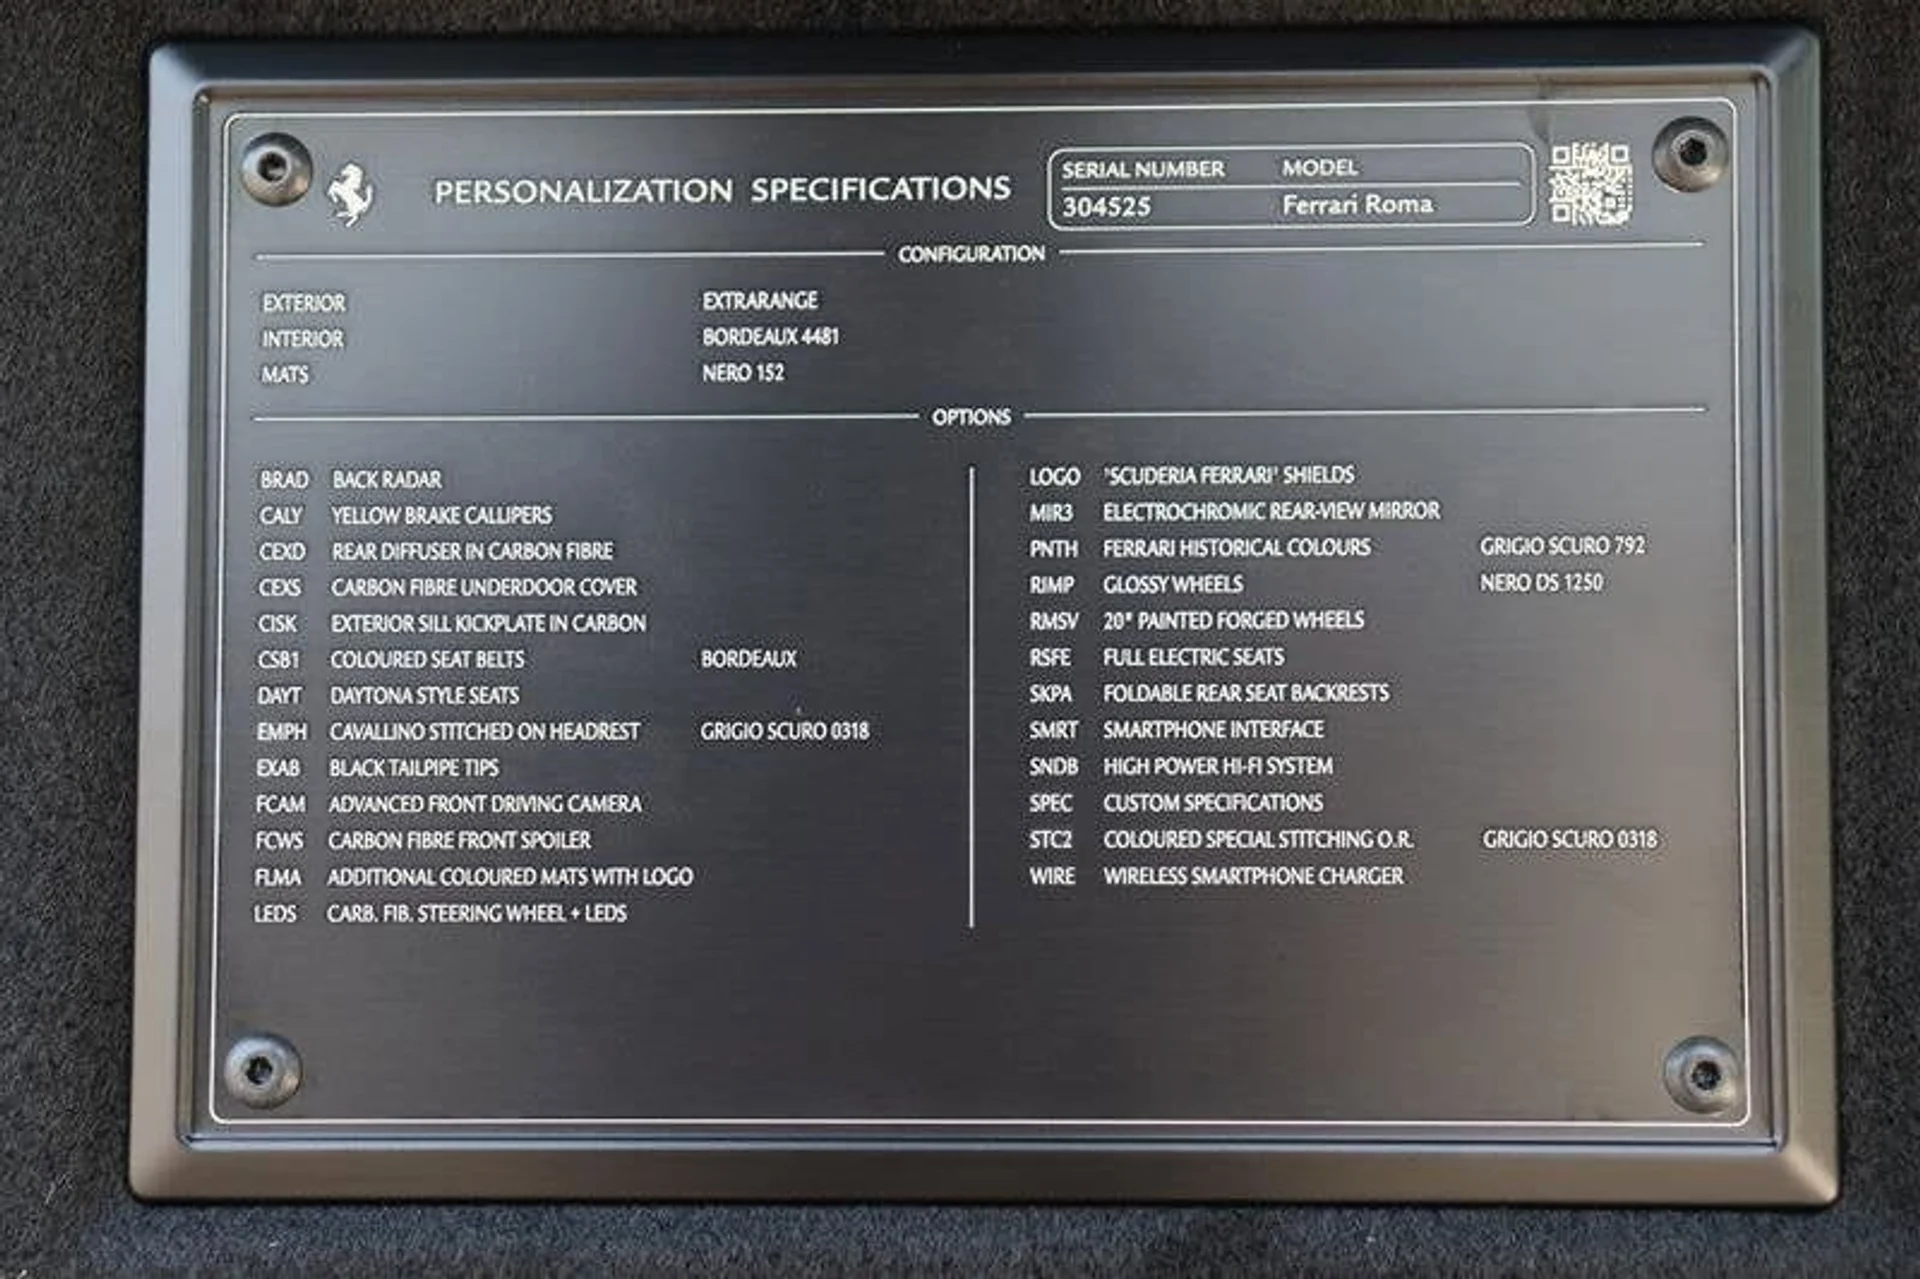 PERSONALIZATION SPECIFICATIONS
SERIAL NUMBER MODEL
304525 Ferrari Roma
CONFIGURATION
EXTERIOR EXTRARANGE
INTERIOR BORDEAUX 4481
MATS NERO 152
OPTIONS
BRAD BACK RADAR
CALY YELLOW BRAKE CALLIPERS
CEXD REAR DIFFUSER IN CARBON FIBRE
CEXS CARBON FIBRE UNDERDOOR COVER
CISK EXTERIOR SILL KICKPLATE IN CARBON
CSB1 COLOURED SEAT BELTS BORDEAUX
DAYT DAYTONA STYLE SEATS
EMPH CAVALLINO STITCHED ON HEADREST GRIGIO SCURO 0318
EXAB BLACK TAILPIPE TIPS
FCAM ADVANCED FRONT DRIVING CAMERA
FCWS CARBON FIBRE FRONT SPOILER
FLMA ADDITIONAL COLOURED MATS WITH LOGO
LEDS CARB. FIB. STEERING WHEEL + LEDS
LOGO 'SCUDERIA FERRARI' SHIELDS
MIR3 ELECTROCHROMIC REAR-VIEW MIRROR
PNTH FERRARI HISTORICAL COLOURS GRIGIO SCURO 792
RIMP GLOSSY WHEELS NERO DS 1250
RMSV 20" PAINTED FORGED WHEELS
RSFE FULL ELECTRIC SEATS
SKPA FOLDABLE REAR SEAT BACKRESTS
SMRT SMARTPHONE INTERFACE
SNDB HIGH POWER HI-FI SYSTEM
SPEC CUSTOM SPECIFICATIONS
STC2 COLOURED SPECIAL STITCHING O.R. GRIGIO SCURO 0318
WIRE WIRELESS SMARTPHONE CHARGER